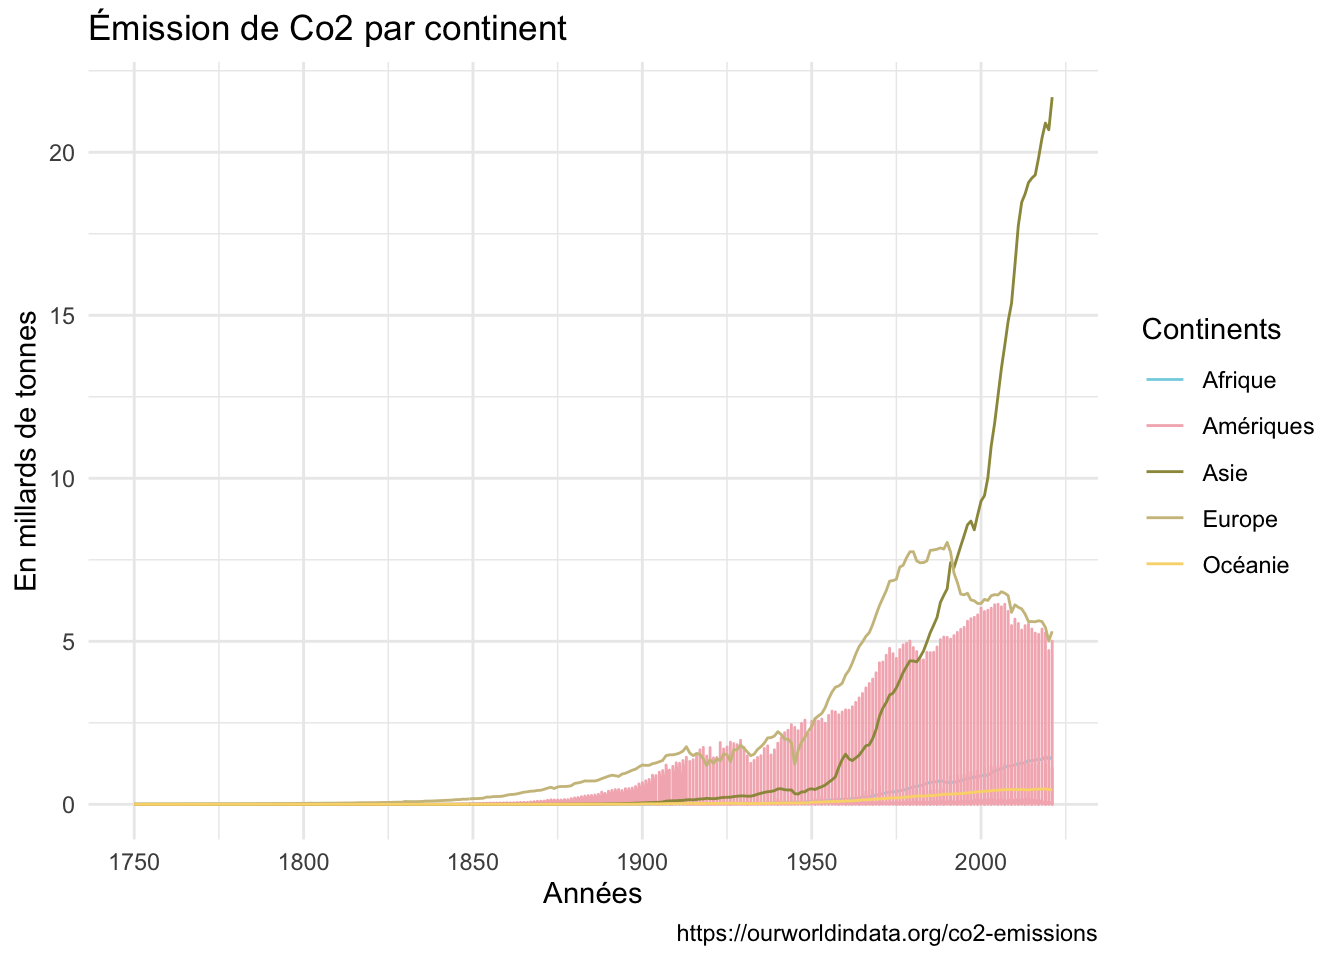 Émission de Co2 par continent
En millards de tonnes
20
15
10
5
0
1750 1800 1850 1900 1950 2000
Années
Continents
Afrique
Amériques
Asie
Europe
Océanie
https://ourworldindata.org/co2-emissions